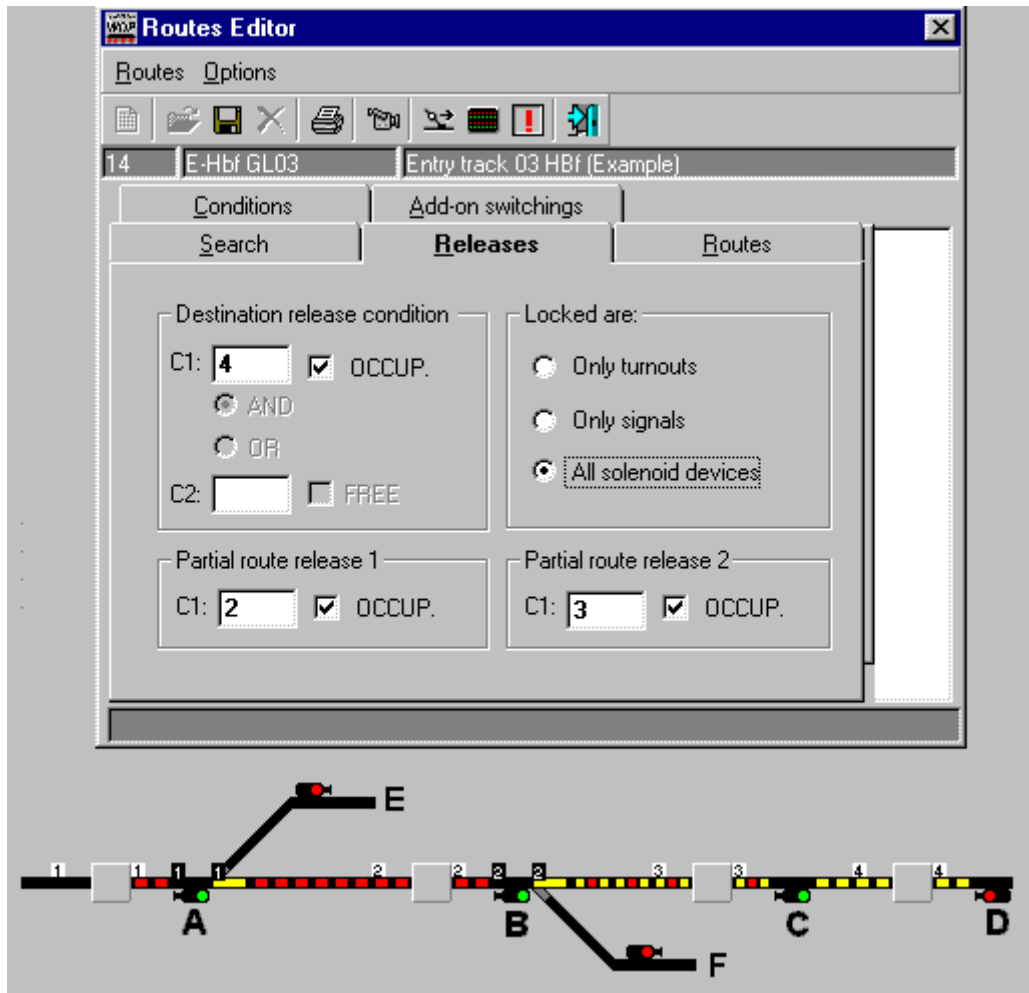 Routes Editor
Routes Options
14 E-Hbf GL03 Entry track 03 HBf (Example)
Conditions Add-on switchings
Search Releases Routes
Destination release condition
C1: 4 OCCUP.
AND
OR
C2: FREE
Locked are:
Only turnouts
Only signals
All solenoid devices
Partial route release 1
C1: 2 OCCUP.
Partial route release 2
C1: 3 OCCUP.
E
1 1 1 1 2 2 2 2 3 3 4 4
A B C D
F